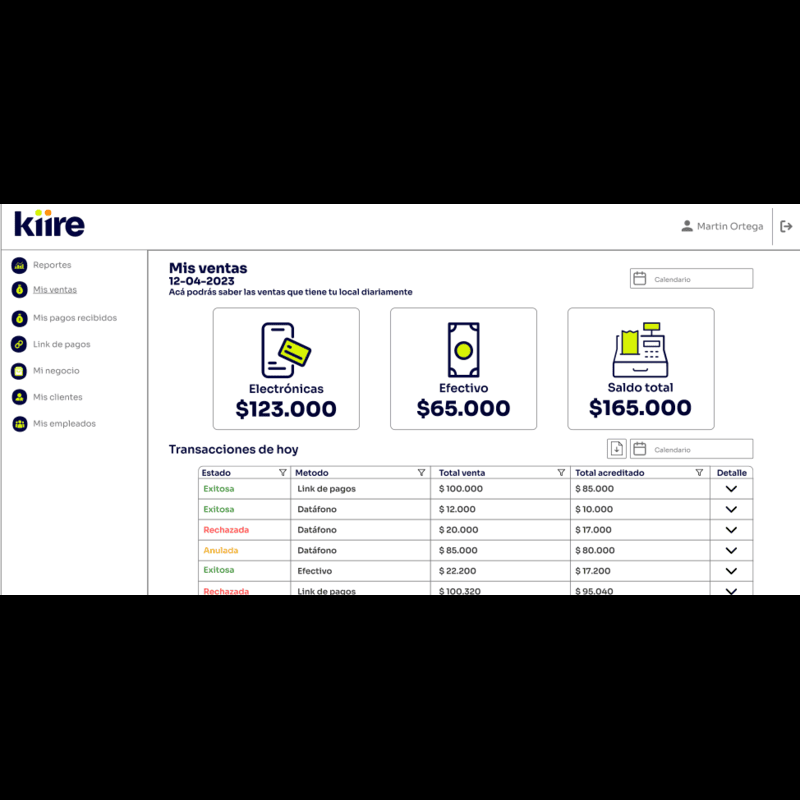 kiire
Martin Ortega
Reportes
Mis ventas
Mis pagos recibidos
Link de pagos
Mi negocio
Mis clientes
Mis empleados
Mis ventas
12-04-2023
Acá podrás saber las ventas que tiene tu local diariamente
Calendario
Electrónicas
$123.000
Efectivo
$65.000
Saldo total
$165.000
Transacciones de hoy
Calendario
Estado Metodo Total venta Total acreditado Detalle
Exitosa Link de pagos $ 100.000 $ 85.000
Exitosa Datáfono $ 12.000 $ 10.000
Rechazada Datáfono $ 20.000 $ 17.000
Anulada Datáfono $ 85.000 $ 80.000
Exitosa Efectivo $ 22.200 $ 17.200
Rechazada Link de pagos $ 100.320 $ 95.040